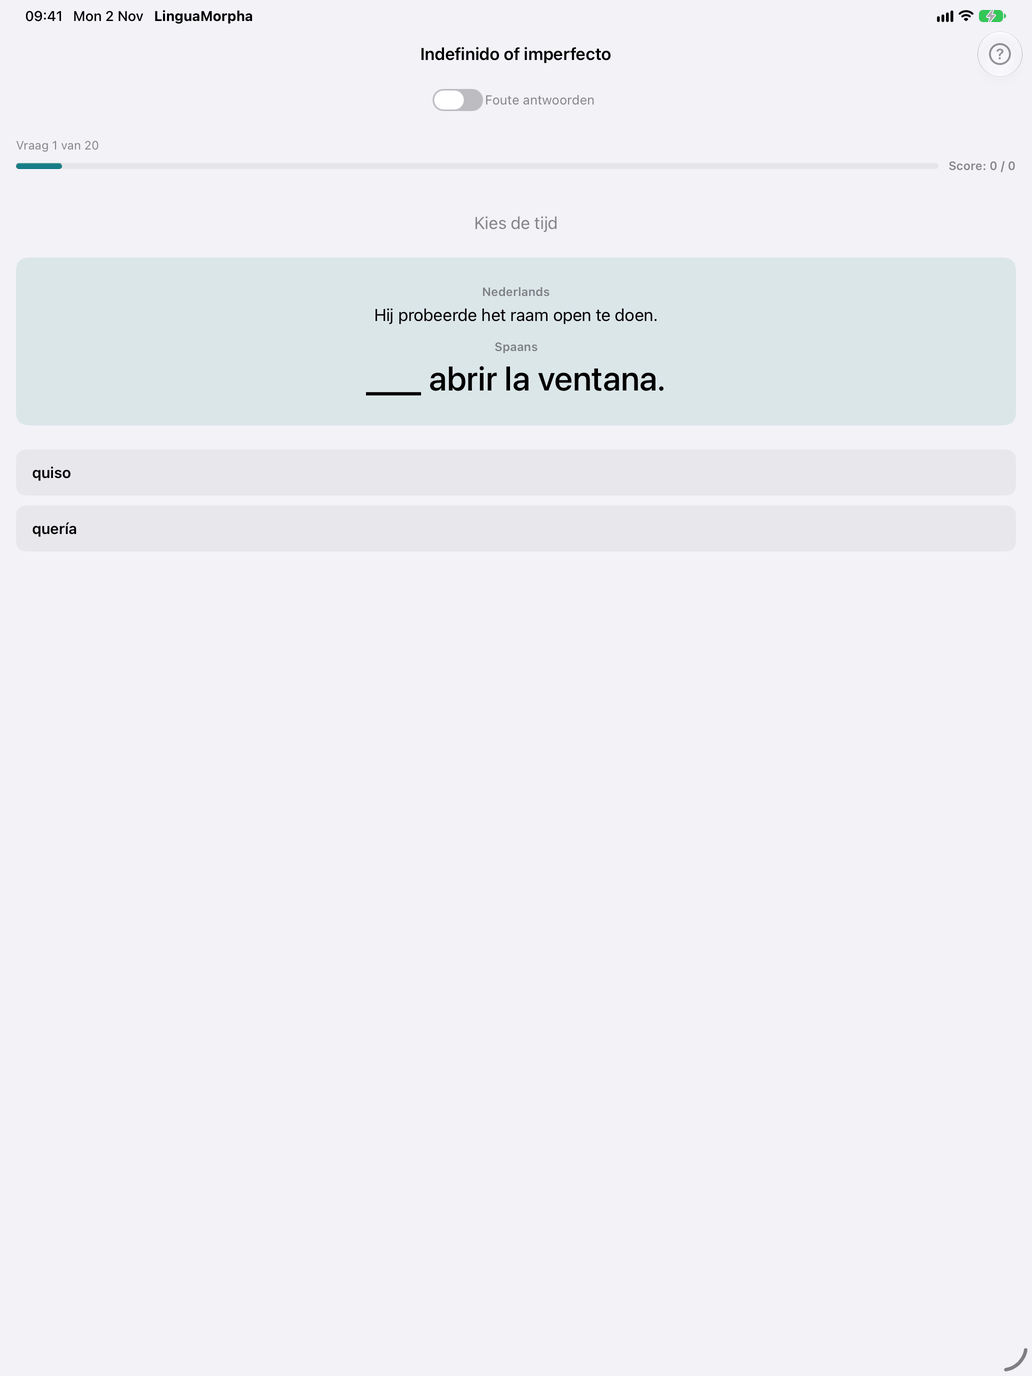 09:41 Mon 2 Nov LinguaMorpha
Indefinido of imperfecto
?
Foute antwoorden
Vraag 1 van 20
Score: 0 / 0
Kies de tijd
Nederlands
Hij probeerde het raam open te doen.
Spaans
___ abrir la ventana.
quiso
quería